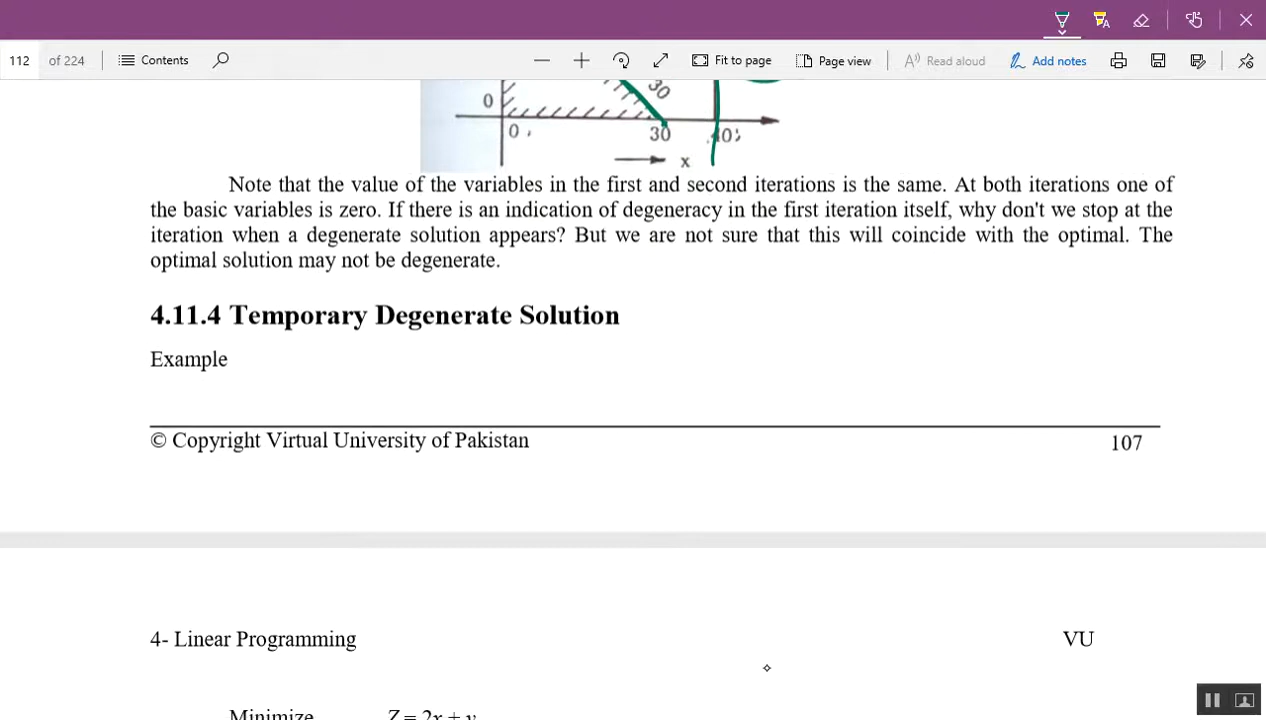 112 of 224 Contents Fit to page Page view Read aloud Add notes
30
0
0 30 40
x
Note that the value of the variables in the first and second iterations is the same. At both iterations one of
the basic variables is zero. If there is an indication of degeneracy in the first iteration itself, why don't we stop at the
iteration when a degenerate solution appears? But we are not sure that this will coincide with the optimal. The
optimal solution may not be degenerate.
4.11.4 Temporary Degenerate Solution
Example
© Copyright Virtual University of Pakistan 107
4- Linear Programming VU
Minimize Z = 2x + y